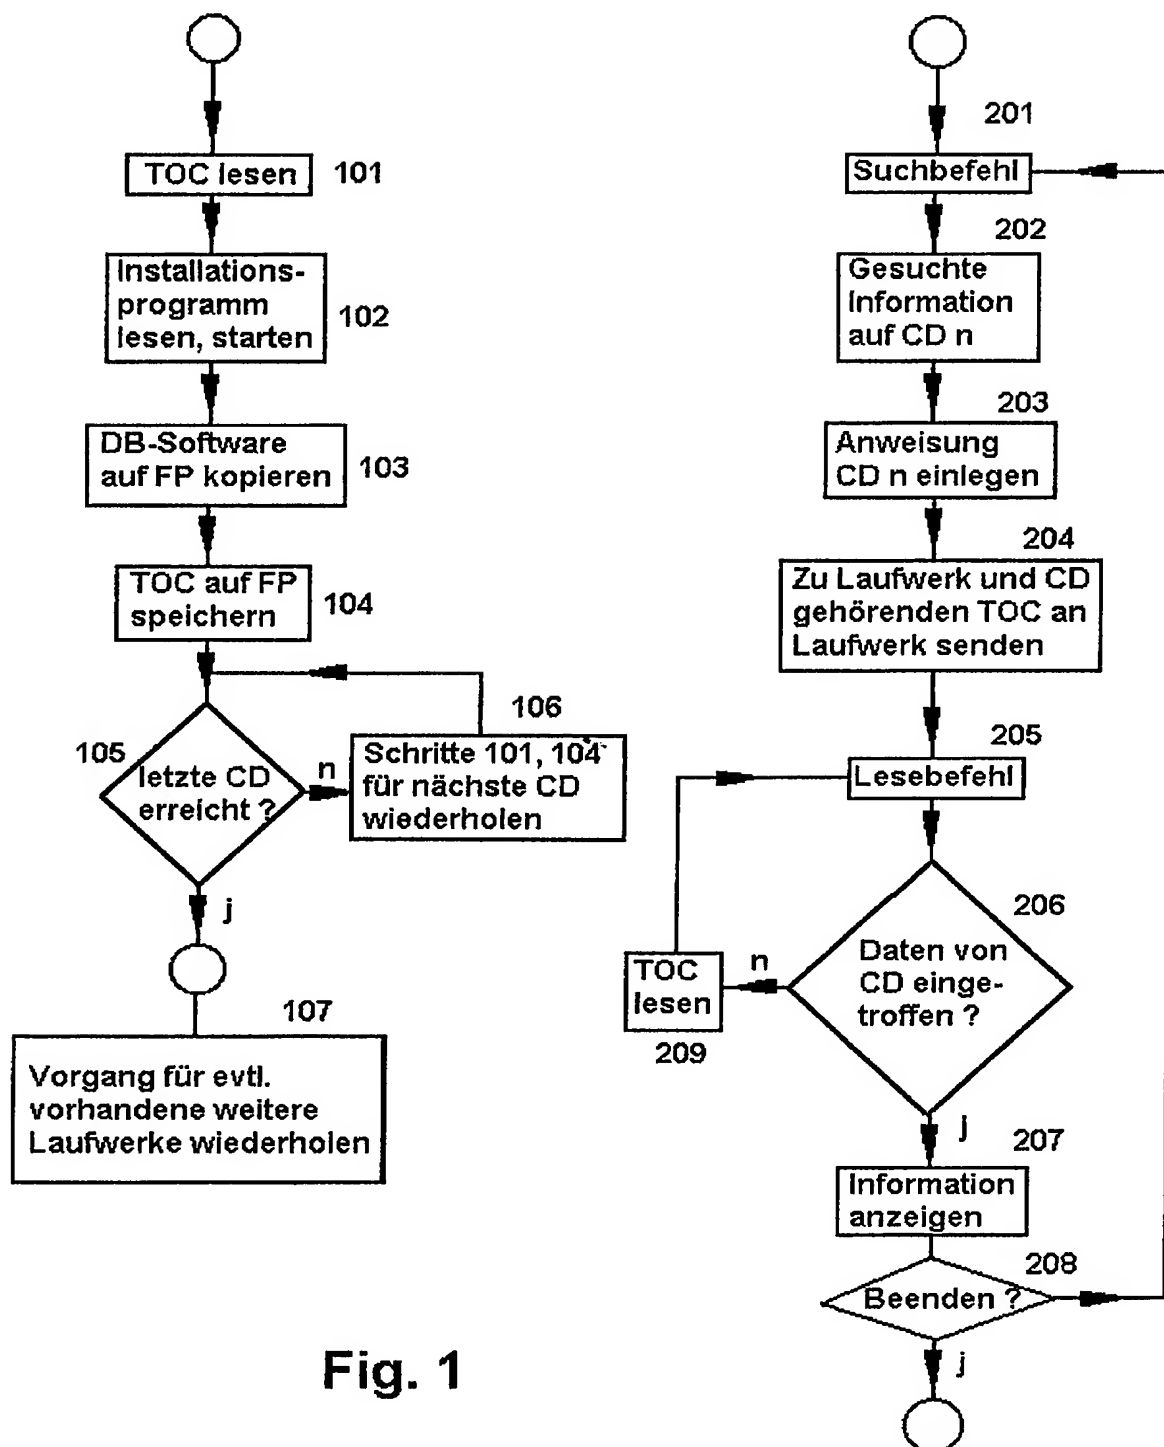 TOC lesen
101
Installations-
programm
lesen, starten
102
DB-Software
auf FP kopieren
103
TOC auf FP
speichern
104
105
letzte CD
erreicht ?
n
106
Schritte 101, 104
für nächste CD
wiederholen
j
107
Vorgang für evtl.
vorhandene weitere
Laufwerke wiederholen
201
Suchbefehl
202
Gesuchte
Information
auf CD n
203
Anweisung
CD n einlegen
204
Zu Laufwerk und CD
gehörenden TOC an
Laufwerk senden
205
Lesebefehl
206
Daten von
CD einge-
troffen ?
n
TOC
lesen
209
j
207
Information
anzeigen
208
Beenden ?
j
Fig. 1